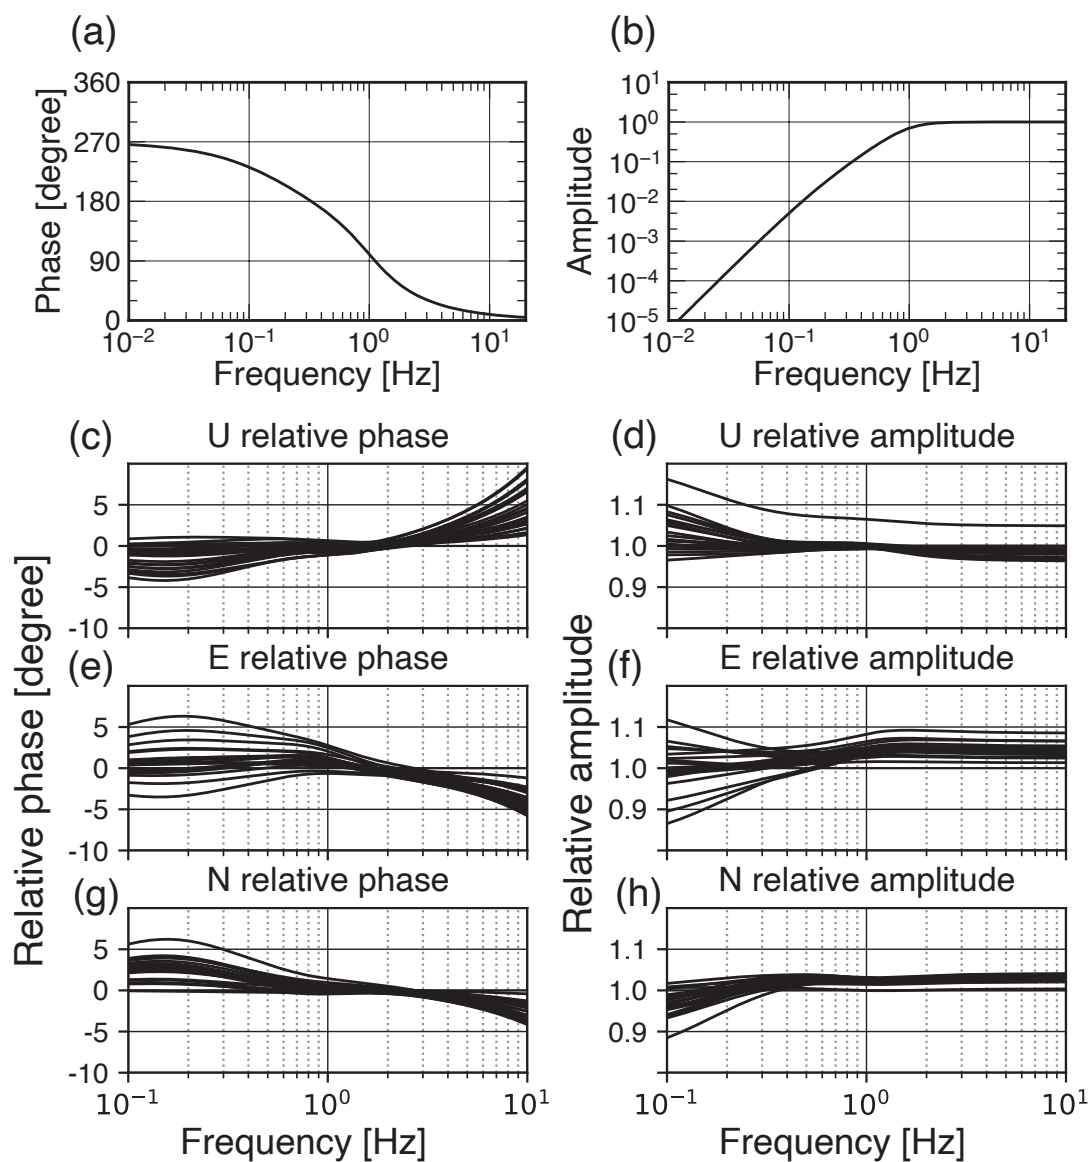 (a)
(b)
360
270
180
90
0
Phase [degree]
10⁻² 10⁻¹ 10⁰ 10¹
Frequency [Hz]
10¹
10⁰
10⁻¹
10⁻²
10⁻³
10⁻⁴
10⁻⁵
Amplitude
10⁻² 10⁻¹ 10⁰ 10¹
Frequency [Hz]
(c)
U relative phase
5
0
-5
-10
(d)
U relative amplitude
1.1
1.0
0.9
(e)
E relative phase
5
0
-5
-10
(f)
E relative amplitude
1.1
1.0
0.9
(g)
N relative phase
5
0
-5
-10
(h)
N relative amplitude
1.1
1.0
0.9
Relative phase [degree]
Relative amplitude
10⁻¹ 10⁰ 10¹
Frequency [Hz]
10⁻¹ 10⁰ 10¹
Frequency [Hz]